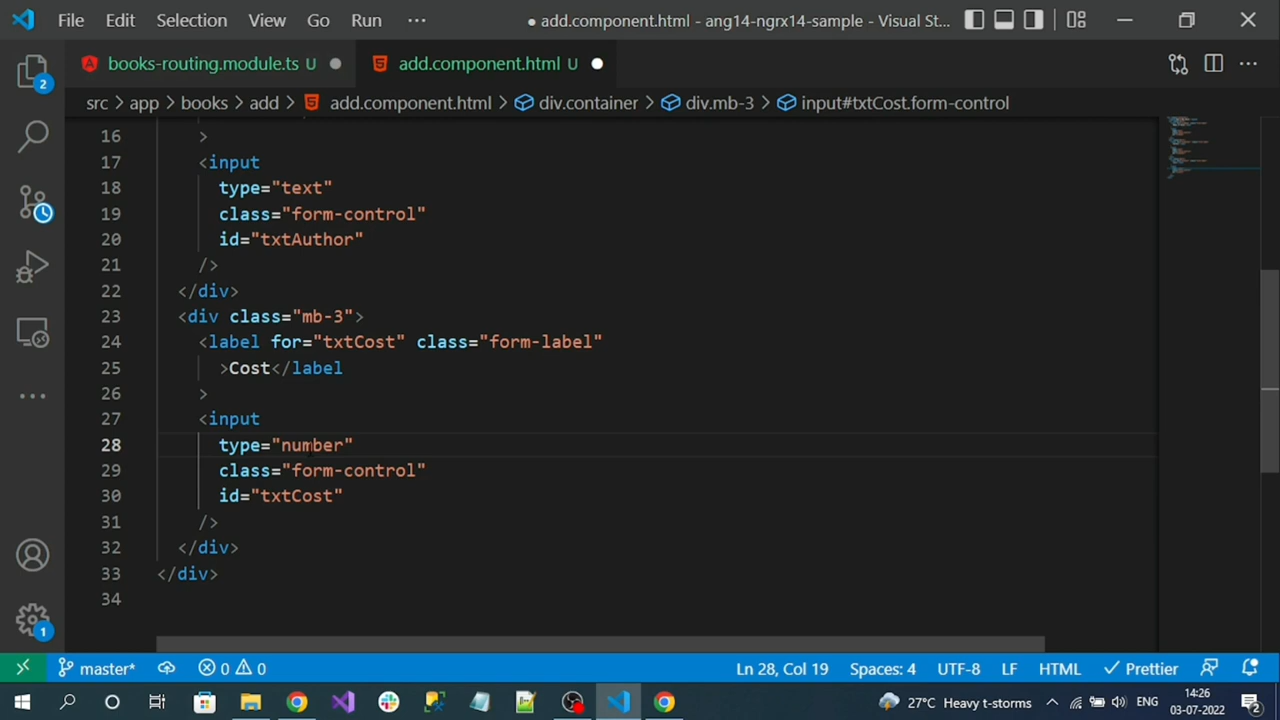 File Edit Selection View Go Run ··· ● add.component.html - ang14-ngrx14-sample - Visual St...
books-routing.module.ts U ● add.component.html U ●
src > app > books > add > add.component.html > div.container > div.mb-3 > input#txtCost.form-control
16 >
17 <input
18 type="text"
19 class="form-control"
20 id="txtAuthor"
21 />
22 </div>
23 <div class="mb-3">
24 <label for="txtCost" class="form-label"
25 >Cost</label
26 >
27 <input
28 type="number"
29 class="form-control"
30 id="txtCost"
31 />
32 </div>
33 </div>
34
2
1
master* 0 0 Ln 28, Col 19 Spaces: 4 UTF-8 LF HTML Prettier
27°C Heavy t-storms ENG 14:26
03-07-2022 2